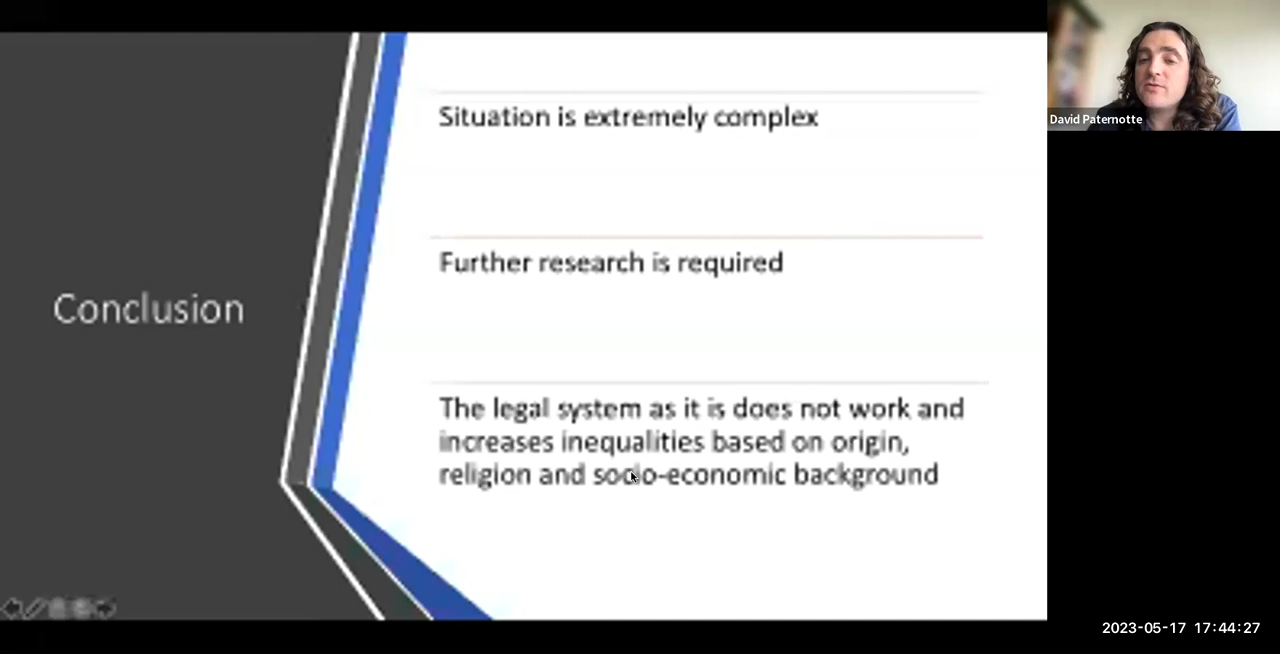 Situation is extremely complex
Further research is required
Conclusion
The legal system as it is does not work and
increases inequalities based on origin,
religion and socio-economic background
David Paternotte
2023-05-17 17:44:27